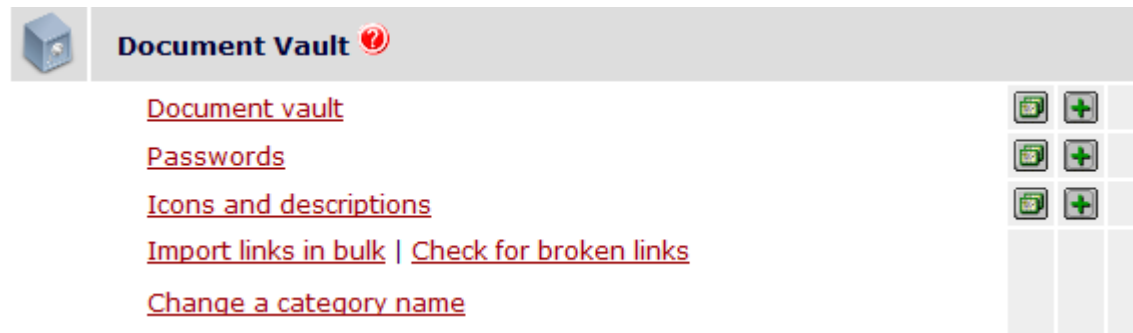 Document Vault ?
Document vault
Passwords
Icons and descriptions
Import links in bulk | Check for broken links
Change a category name